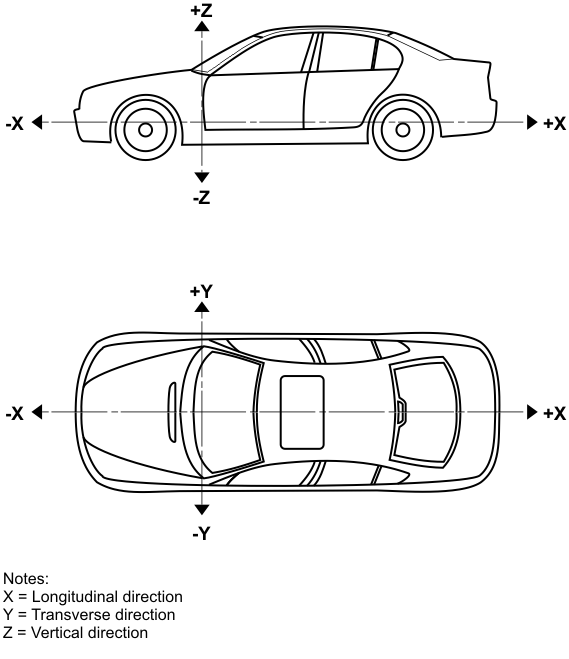 +Z
-X
+X
-Z
+Y
-X
+X
-Y
Notes:
X = Longitudinal direction
Y = Transverse direction
Z = Vertical direction